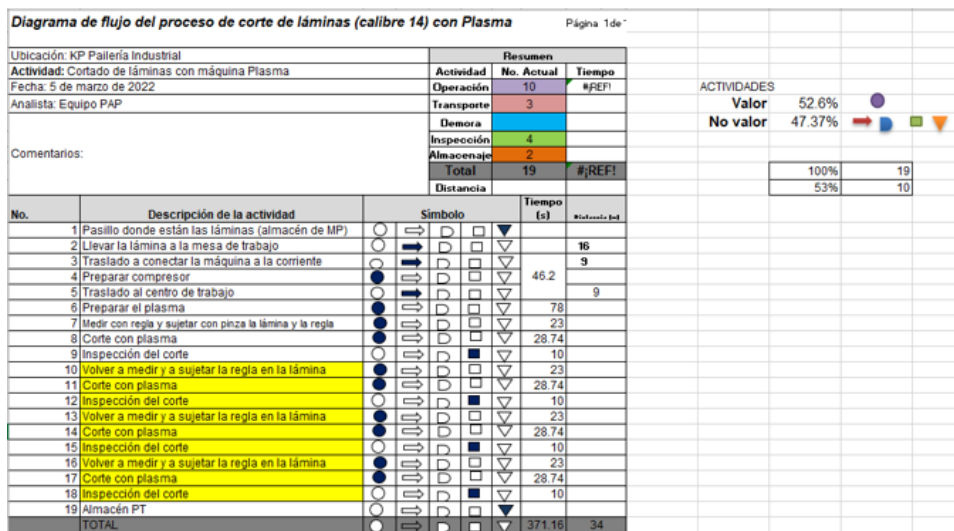 Diagrama de flujo del proceso de corte de láminas (calibre 14) con Plasma Página 1de
Ubicación: KP Pailería Industrial Resumen
Actividad: Cortado de láminas con máquina Plasma Actividad No. Actual Tiempo
Fecha: 5 de marzo de 2022 Operación 10 #¡REF! ACTIVIDADES
Analista: Equipo PAP Transporte 3 Valor 52.6%
Demora No valor 47.37%
Inspección 4
Comentarios: Almacenaje 2
Total 19 #¡REF! 100% 19
Distancia 53% 10
No. Descripción de la actividad Símbolo Tiempo (s)
1 Pasillo donde están las láminas (almacén de MP)
2 Llevar la lámina a la mesa de trabajo 16
3 Traslado a conectar la máquina a la corriente 9
4 Preparar compresor 46.2
5 Traslado al centro de trabajo 9
6 Preparar el plasma 78
7 Medir con regla y sujetar con pinza la lámina y la regla 23
8 Corte con plasma 28.74
9 Inspección del corte 10
10 Volver a medir y a sujetar la regla en la lámina 23
11 Corte con plasma 28.74
12 Inspección del corte 10
13 Volver a medir y a sujetar la regla en la lámina 23
14 Corte con plasma 28.74
15 Inspección del corte 10
16 Volver a medir y a sujetar la regla en la lámina 23
17 Corte con plasma 28.74
18 Inspección del corte 10
19 Almacén PT
TOTAL 371.16 34